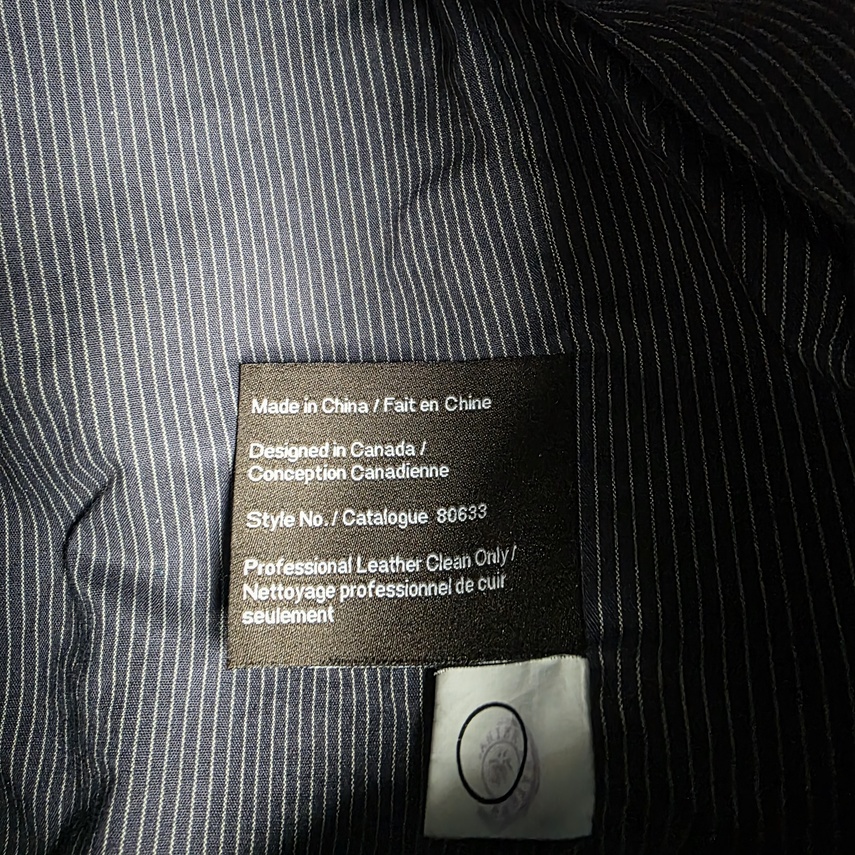 Made in China / Fait en Chine
Designed in Canada /
Conception Canadienne
Style No. / Catalogue 80633
Professional Leather Clean Only /
Nettoyage professionnel de cuir
seulement